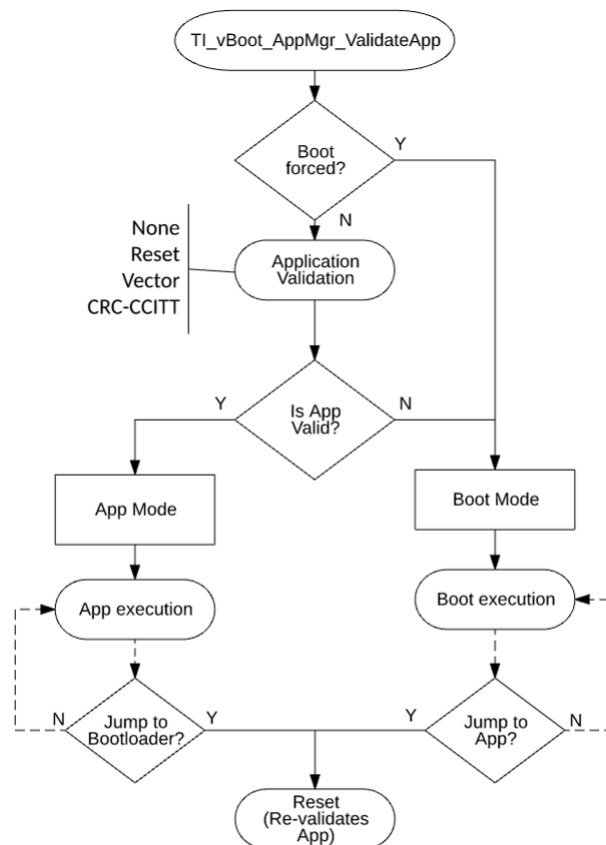 TI_vBoot_AppMgr_ValidateApp
Boot
forced?
Y
N
None
Reset
Vector
CRC-CCITT
Application
Validation
Y
Is App
Valid?
N
App Mode
Boot Mode
App execution
Boot execution
N
Jump to
Bootloader?
Y
Y
Jump to
App?
N
Reset
(Re-validates
App)